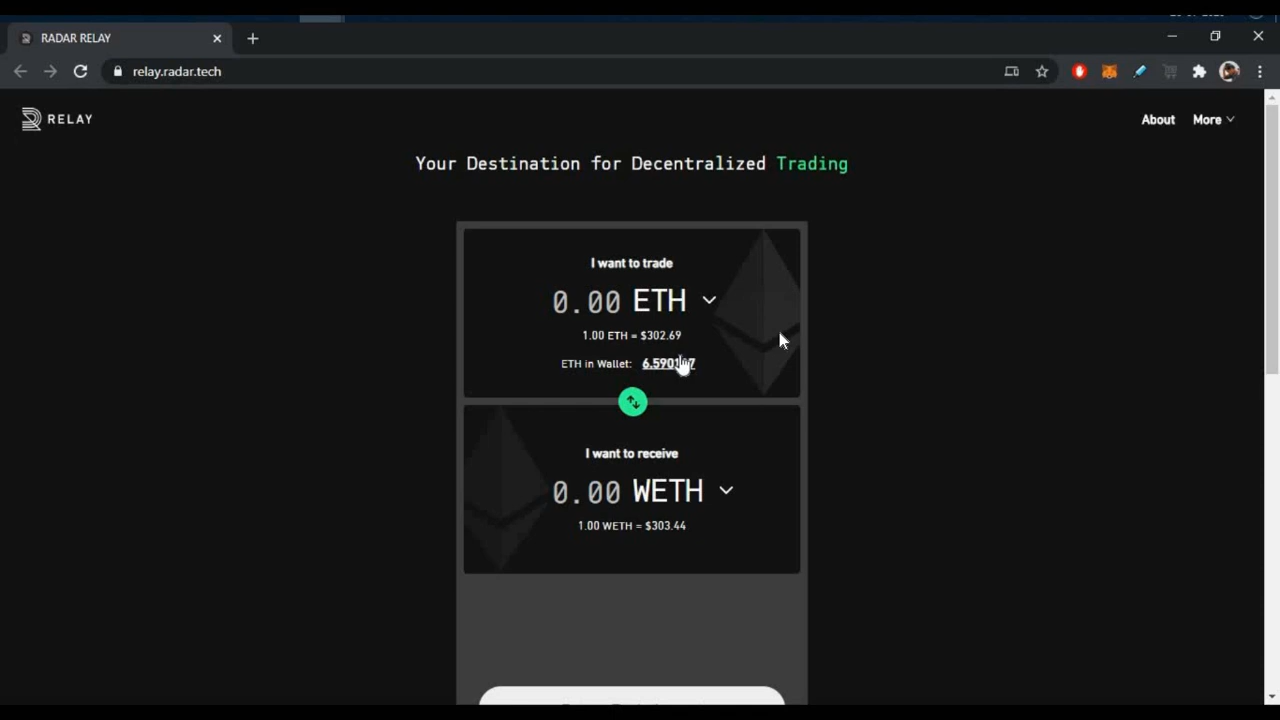 RADAR RELAY
relay.radar.tech
RELAY
About
More
Your Destination for Decentralized Trading
I want to trade
0.00 ETH
1.00 ETH = $302.69
ETH in Wallet:
I want to receive
0.00 WETH
1.00 WETH = $303.44